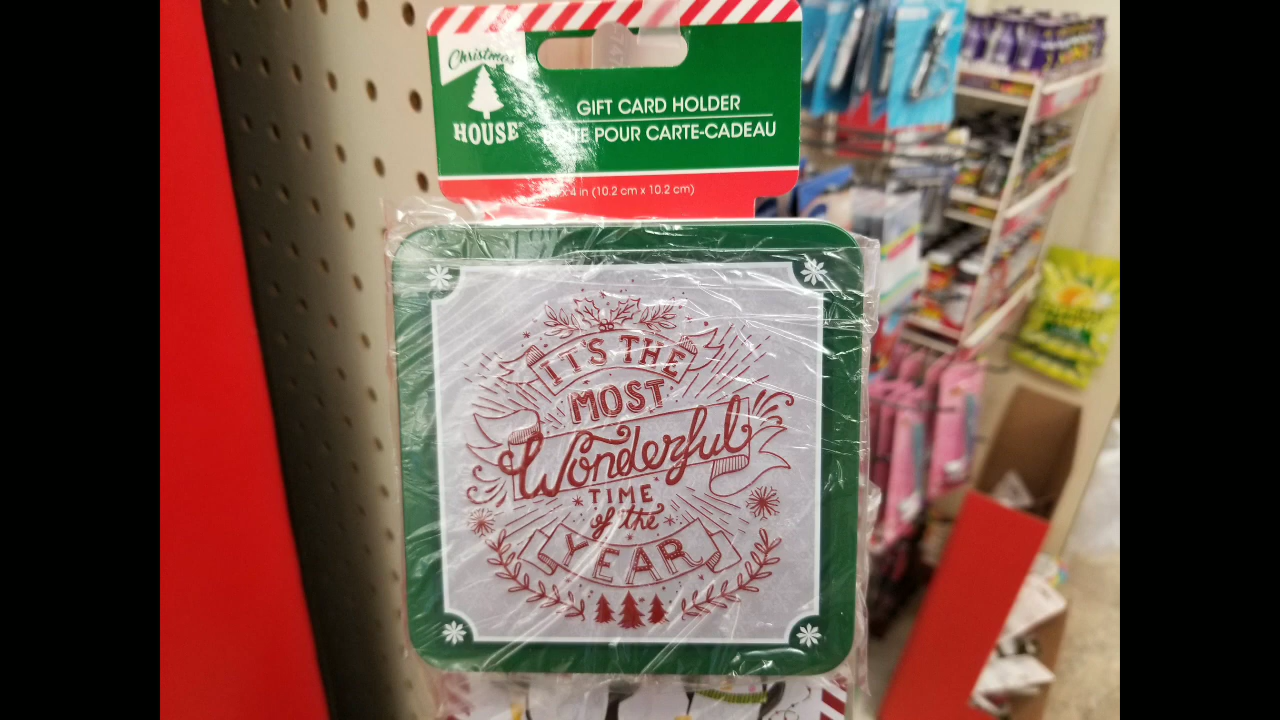 Christmas
HOUSE
GIFT CARD HOLDER
POUR CARTE-CADEAU
4 in (10.2 cm x 10.2 cm)
IT'S THE
MOST
Wonderful
TIME
of the
YEAR